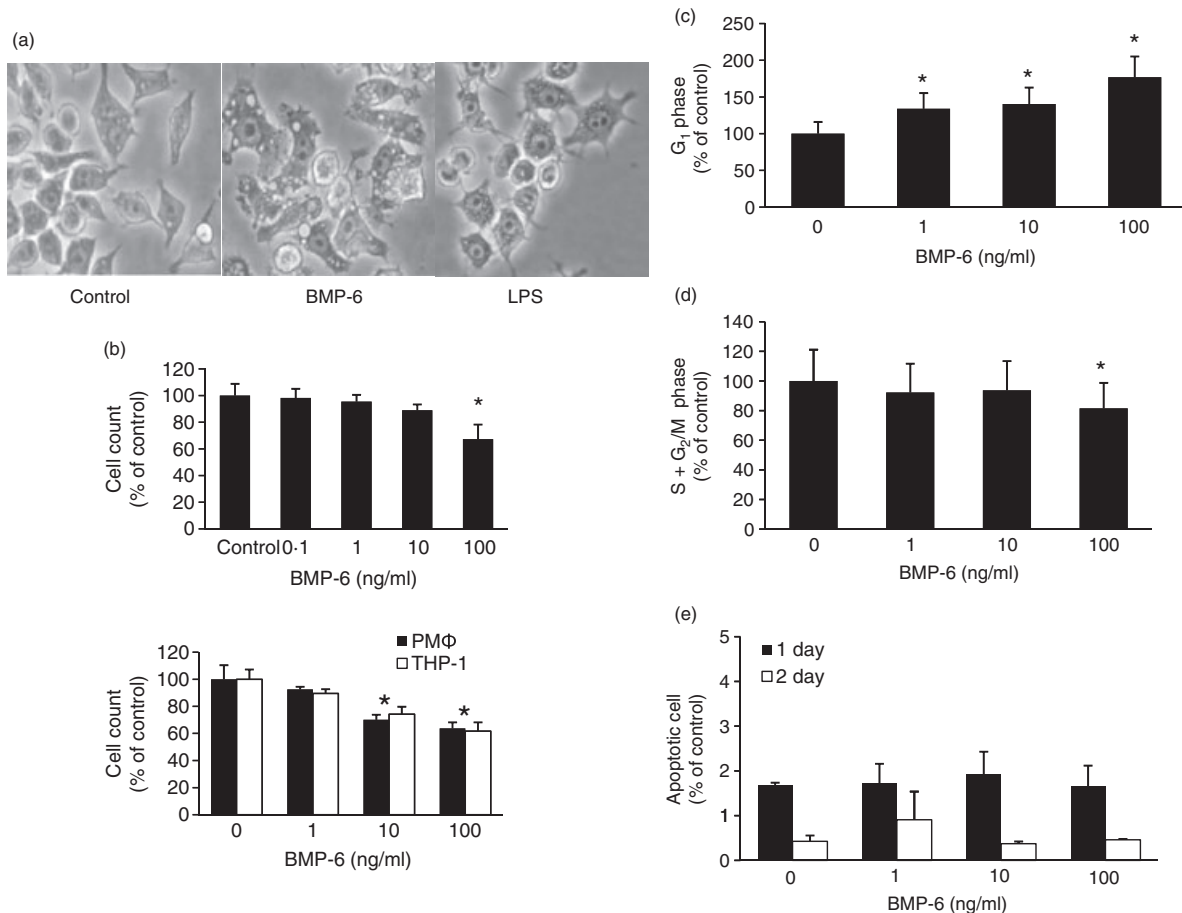 (a)
Control
BMP-6
LPS
(b)
Cell count
(% of control)
120
100
80
60
40
20
0
Control 0·1 1 10 100
BMP-6 (ng/ml)
*
PMΦ
THP-1
Cell count
(% of control)
120
100
80
60
40
20
0
* *
0 1 10 100
BMP-6 (ng/ml)
(c)
G₁ phase
(% of control)
250
200
150
100
50
0
* * *
0 1 10 100
BMP-6 (ng/ml)
(d)
S + G₂/M phase
(% of control)
140
120
100
80
60
40
20
0
*
0 1 10 100
BMP-6 (ng/ml)
(e)
1 day
2 day
Apoptotic cell
(% of control)
5
4
3
2
1
0
0 1 10 100
BMP-6 (ng/ml)